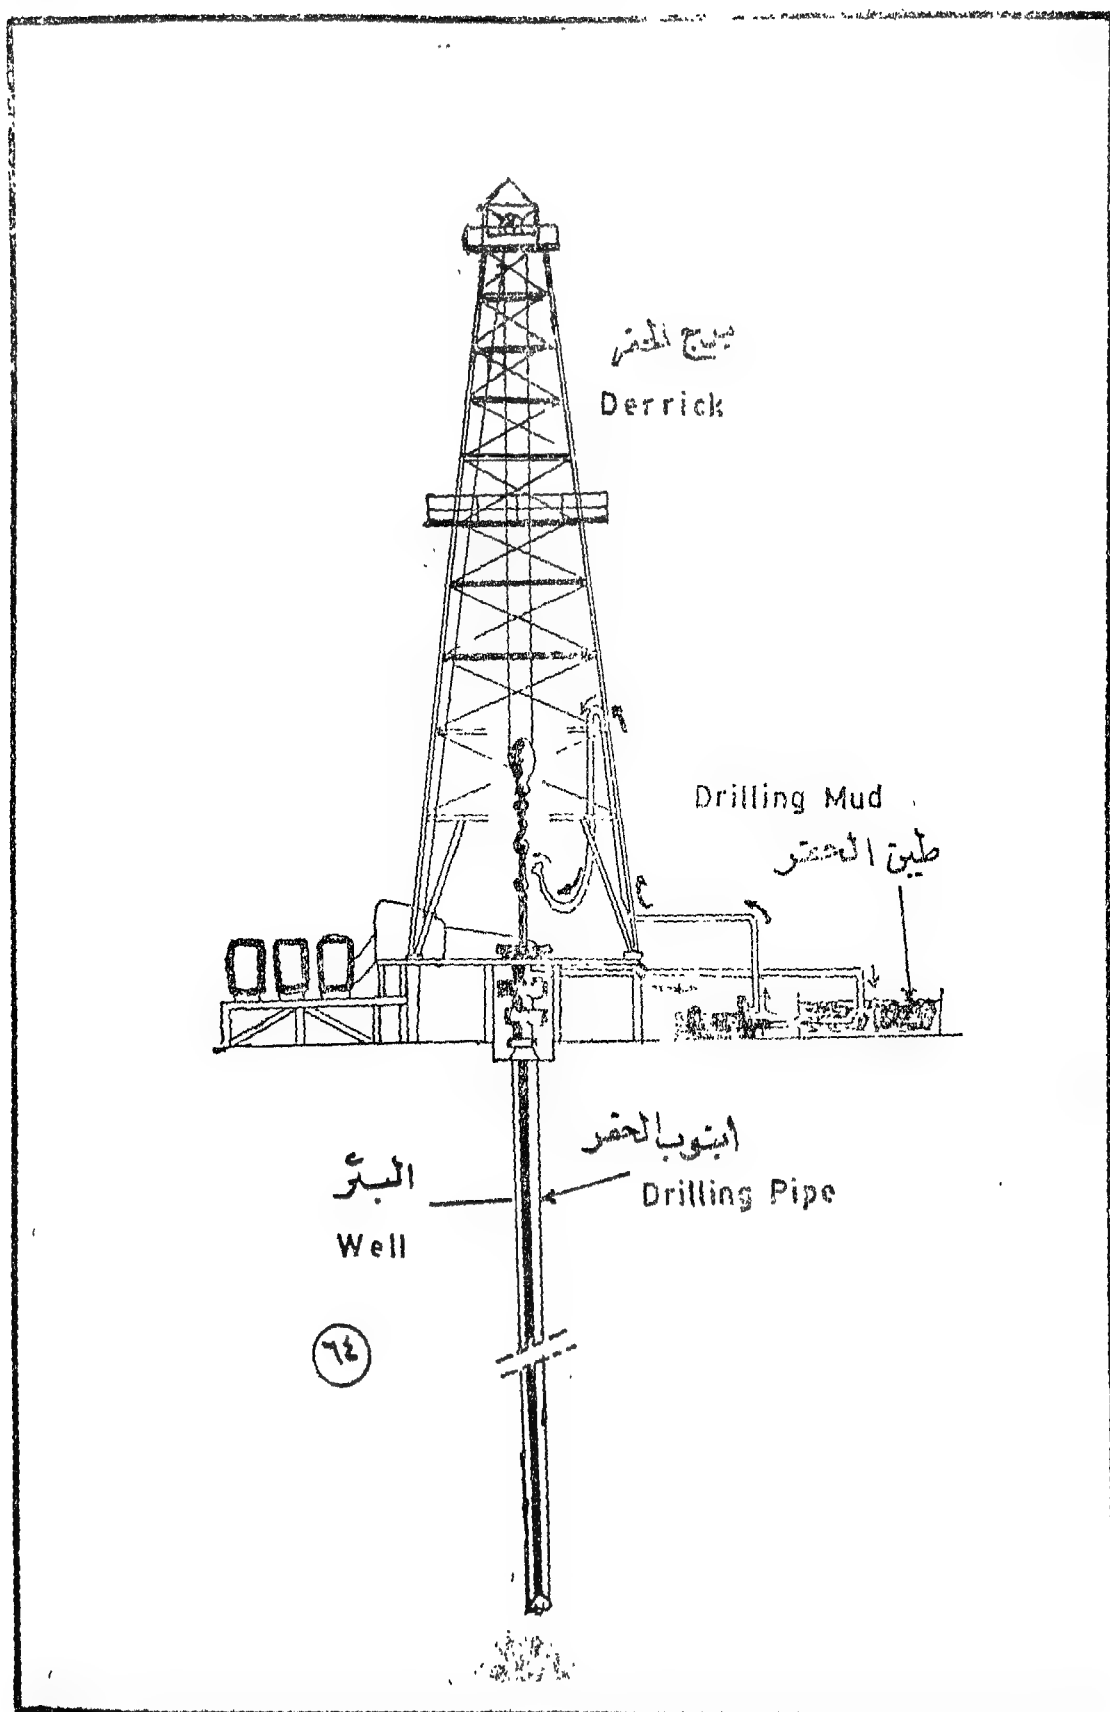 برج الحفر
Derrick
Drilling Mud
طين الحفر
انبوب الحفر
Drilling Pipe
البئر
Well
٦٤